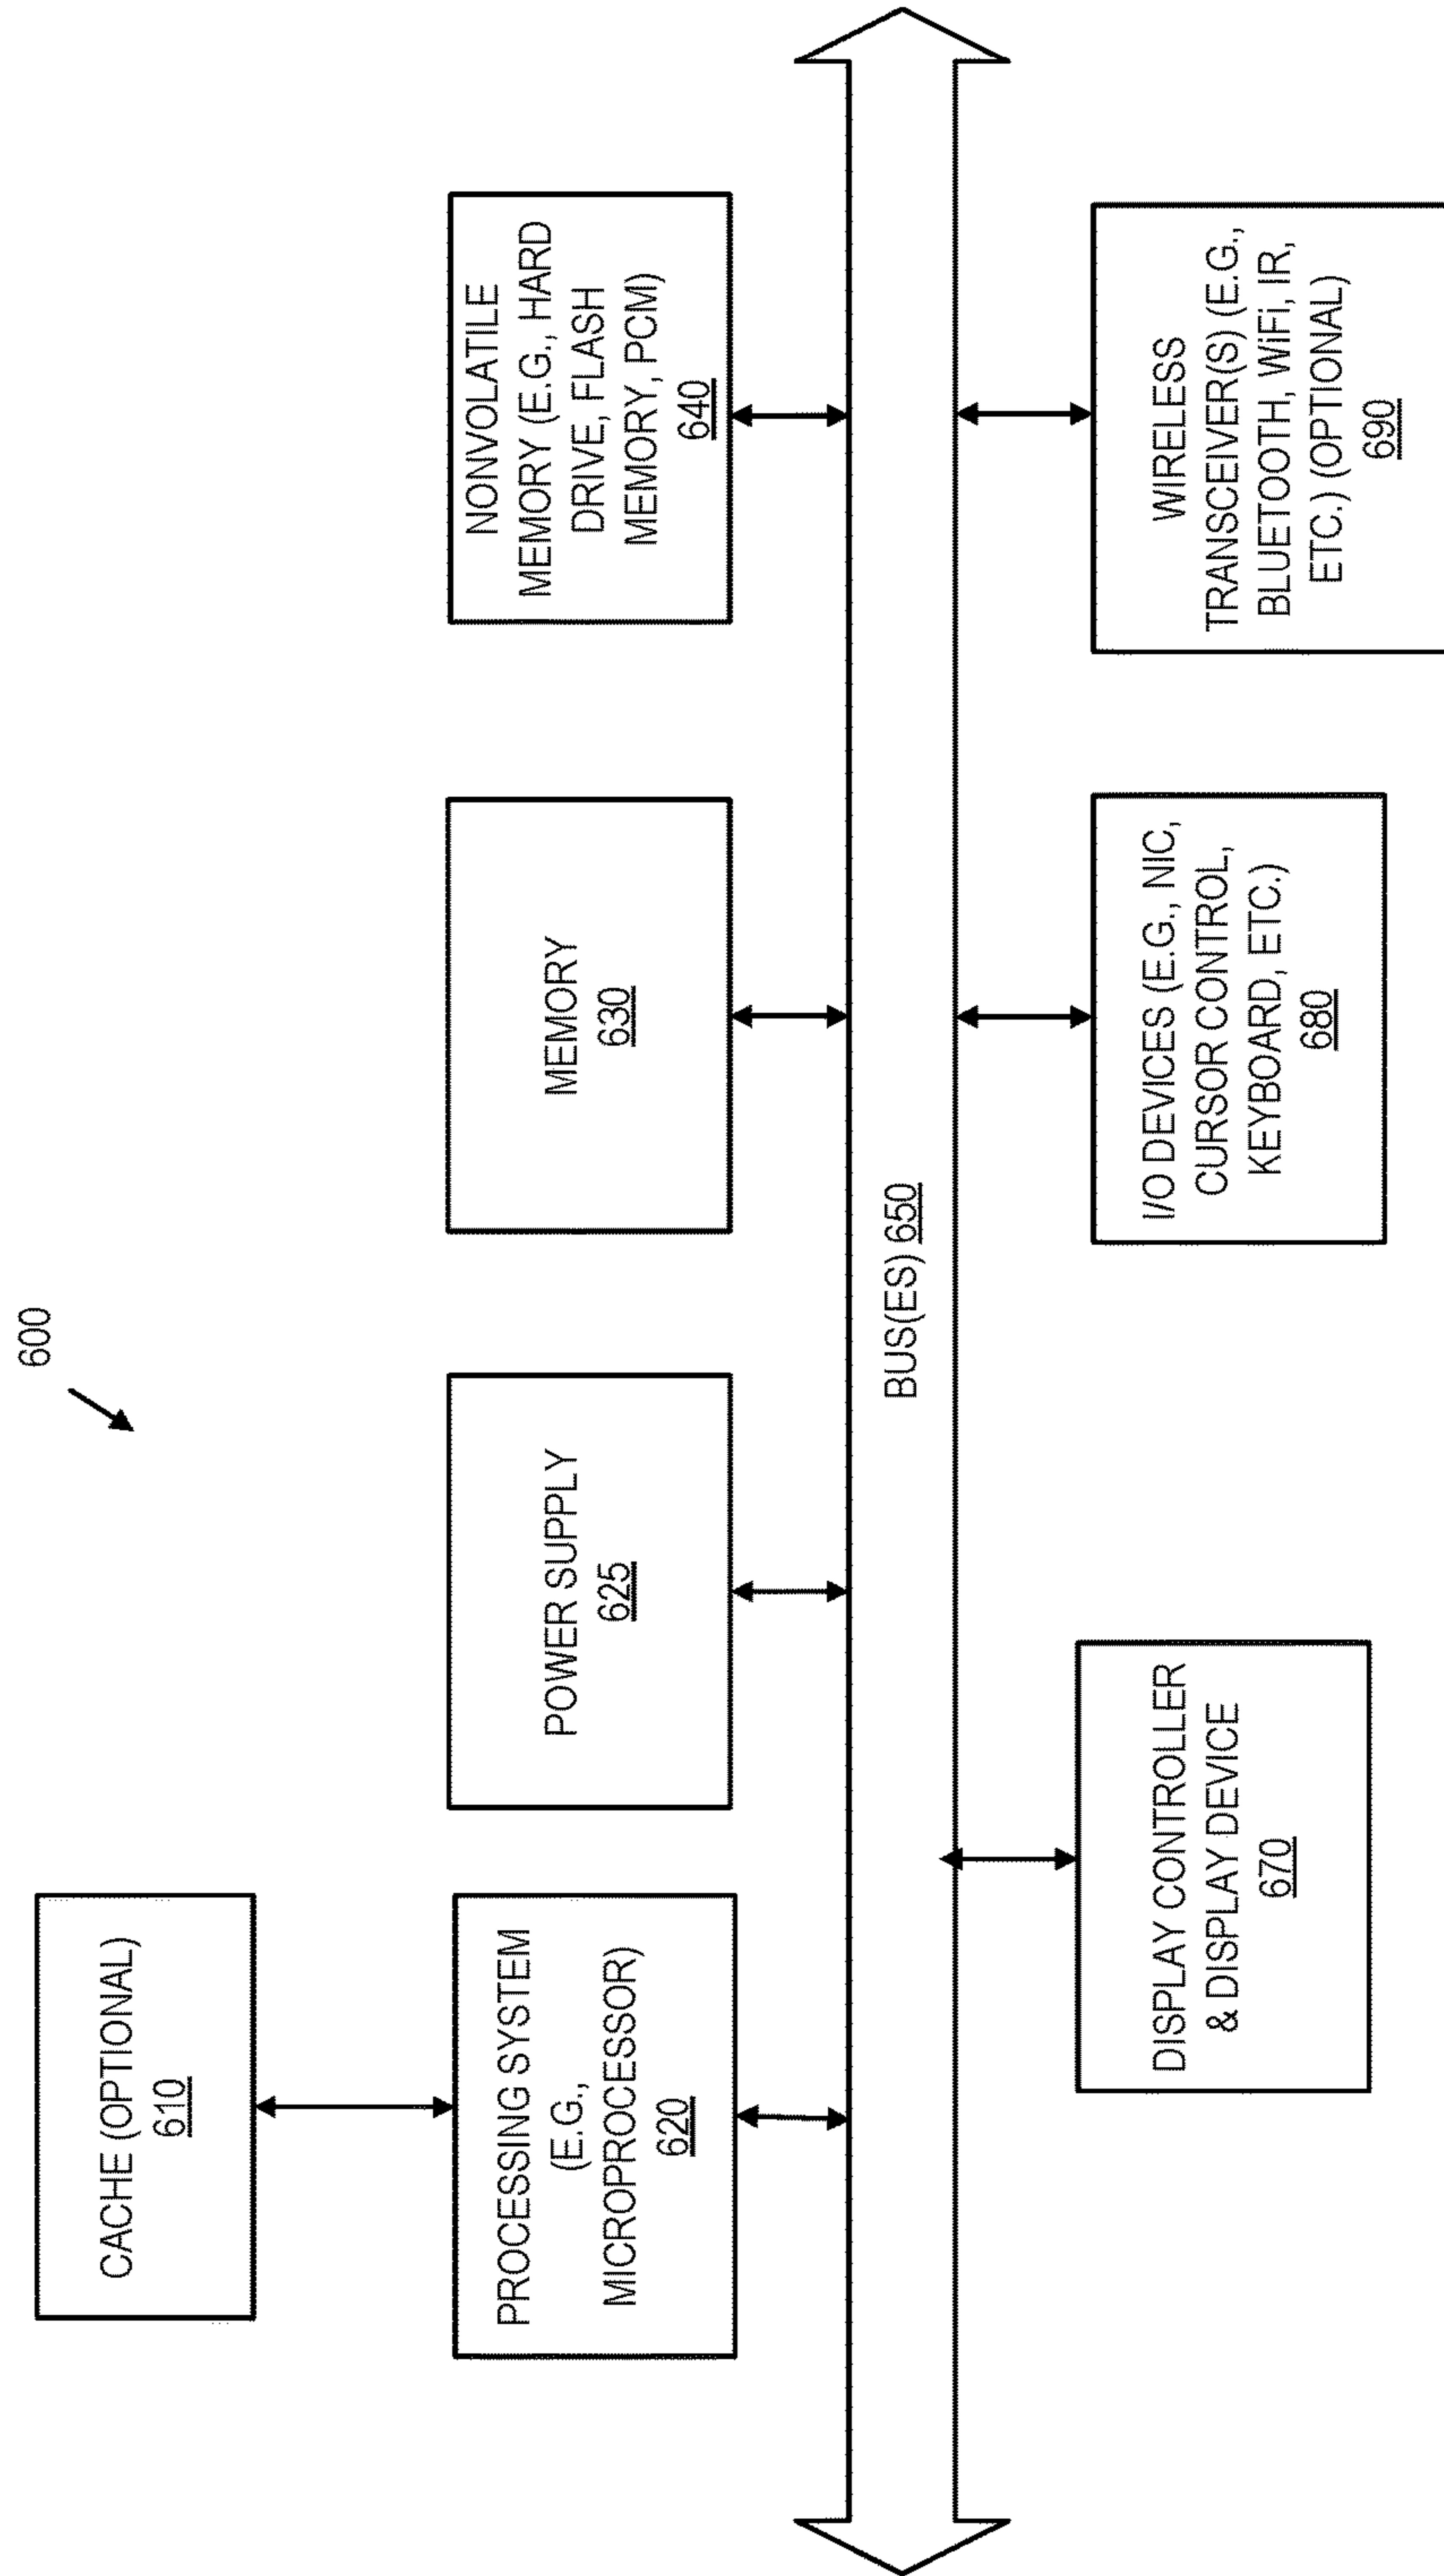 600
CACHE (OPTIONAL)
610
PROCESSING SYSTEM
(E.G.,
MICROPROCESSOR)
620
POWER SUPPLY
625
MEMORY
630
NONVOLATILE
MEMORY (E.G., HARD
DRIVE, FLASH
MEMORY, PCM)
640
BUS(ES) 650
DISPLAY CONTROLLER
& DISPLAY DEVICE
670
I/O DEVICES (E.G., NIC,
CURSOR CONTROL,
KEYBOARD, ETC.)
680
WIRELESS
TRANSCEIVER(S) (E.G.,
BLUETOOTH, WiFi, IR,
ETC.) (OPTIONAL)
690